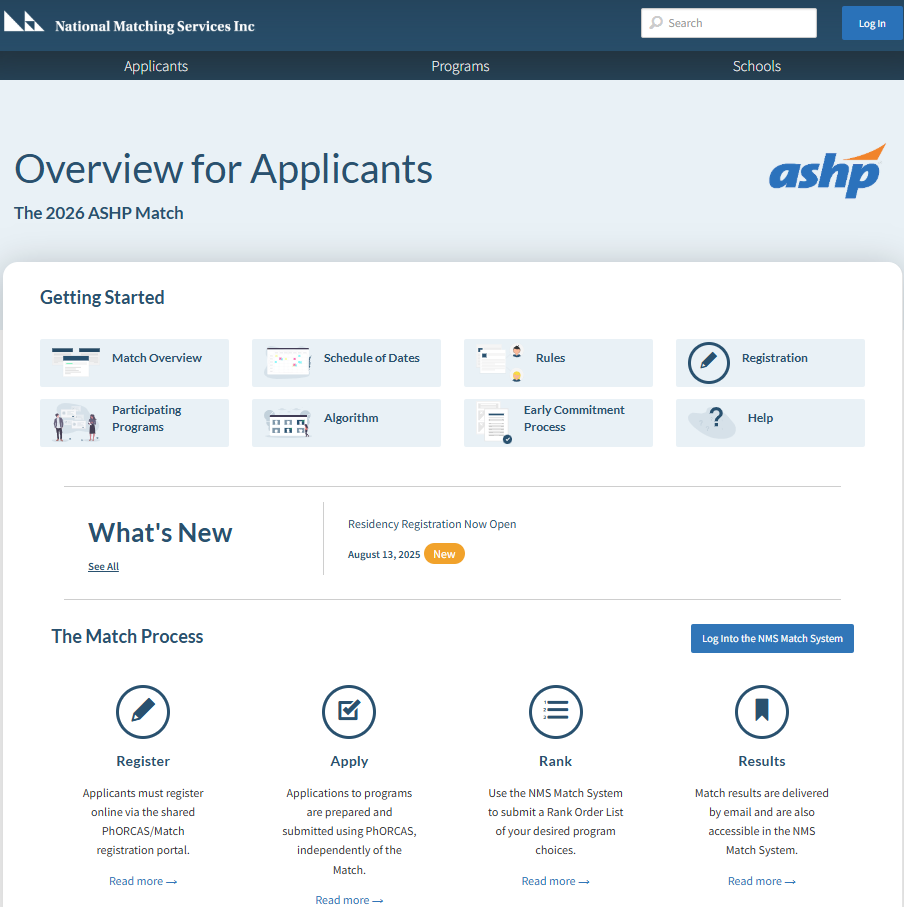 National Matching Services Inc
Search
Log In
Applicants
Programs
Schools
Overview for Applicants
The 2026 ASHP Match
ashp
Getting Started
Match Overview
Schedule of Dates
Rules
Registration
Participating
Programs
Algorithm
Early Commitment
Process
Help
What's New
See All
Residency Registration Now Open
August 13, 2025 New
The Match Process
Log Into the NMS Match System
Register
Applicants must register
online via the shared
PhORCAS/Match
registration portal.
Read more →
Apply
Applications to programs
are prepared and
submitted using PhORCAS,
independently of the
Match.
Read more →
Rank
Use the NMS Match System
to submit a Rank Order List
of your desired program
choices.
Read more →
Results
Match results are delivered
by email and are also
accessible in the NMS
Match System.
Read more →